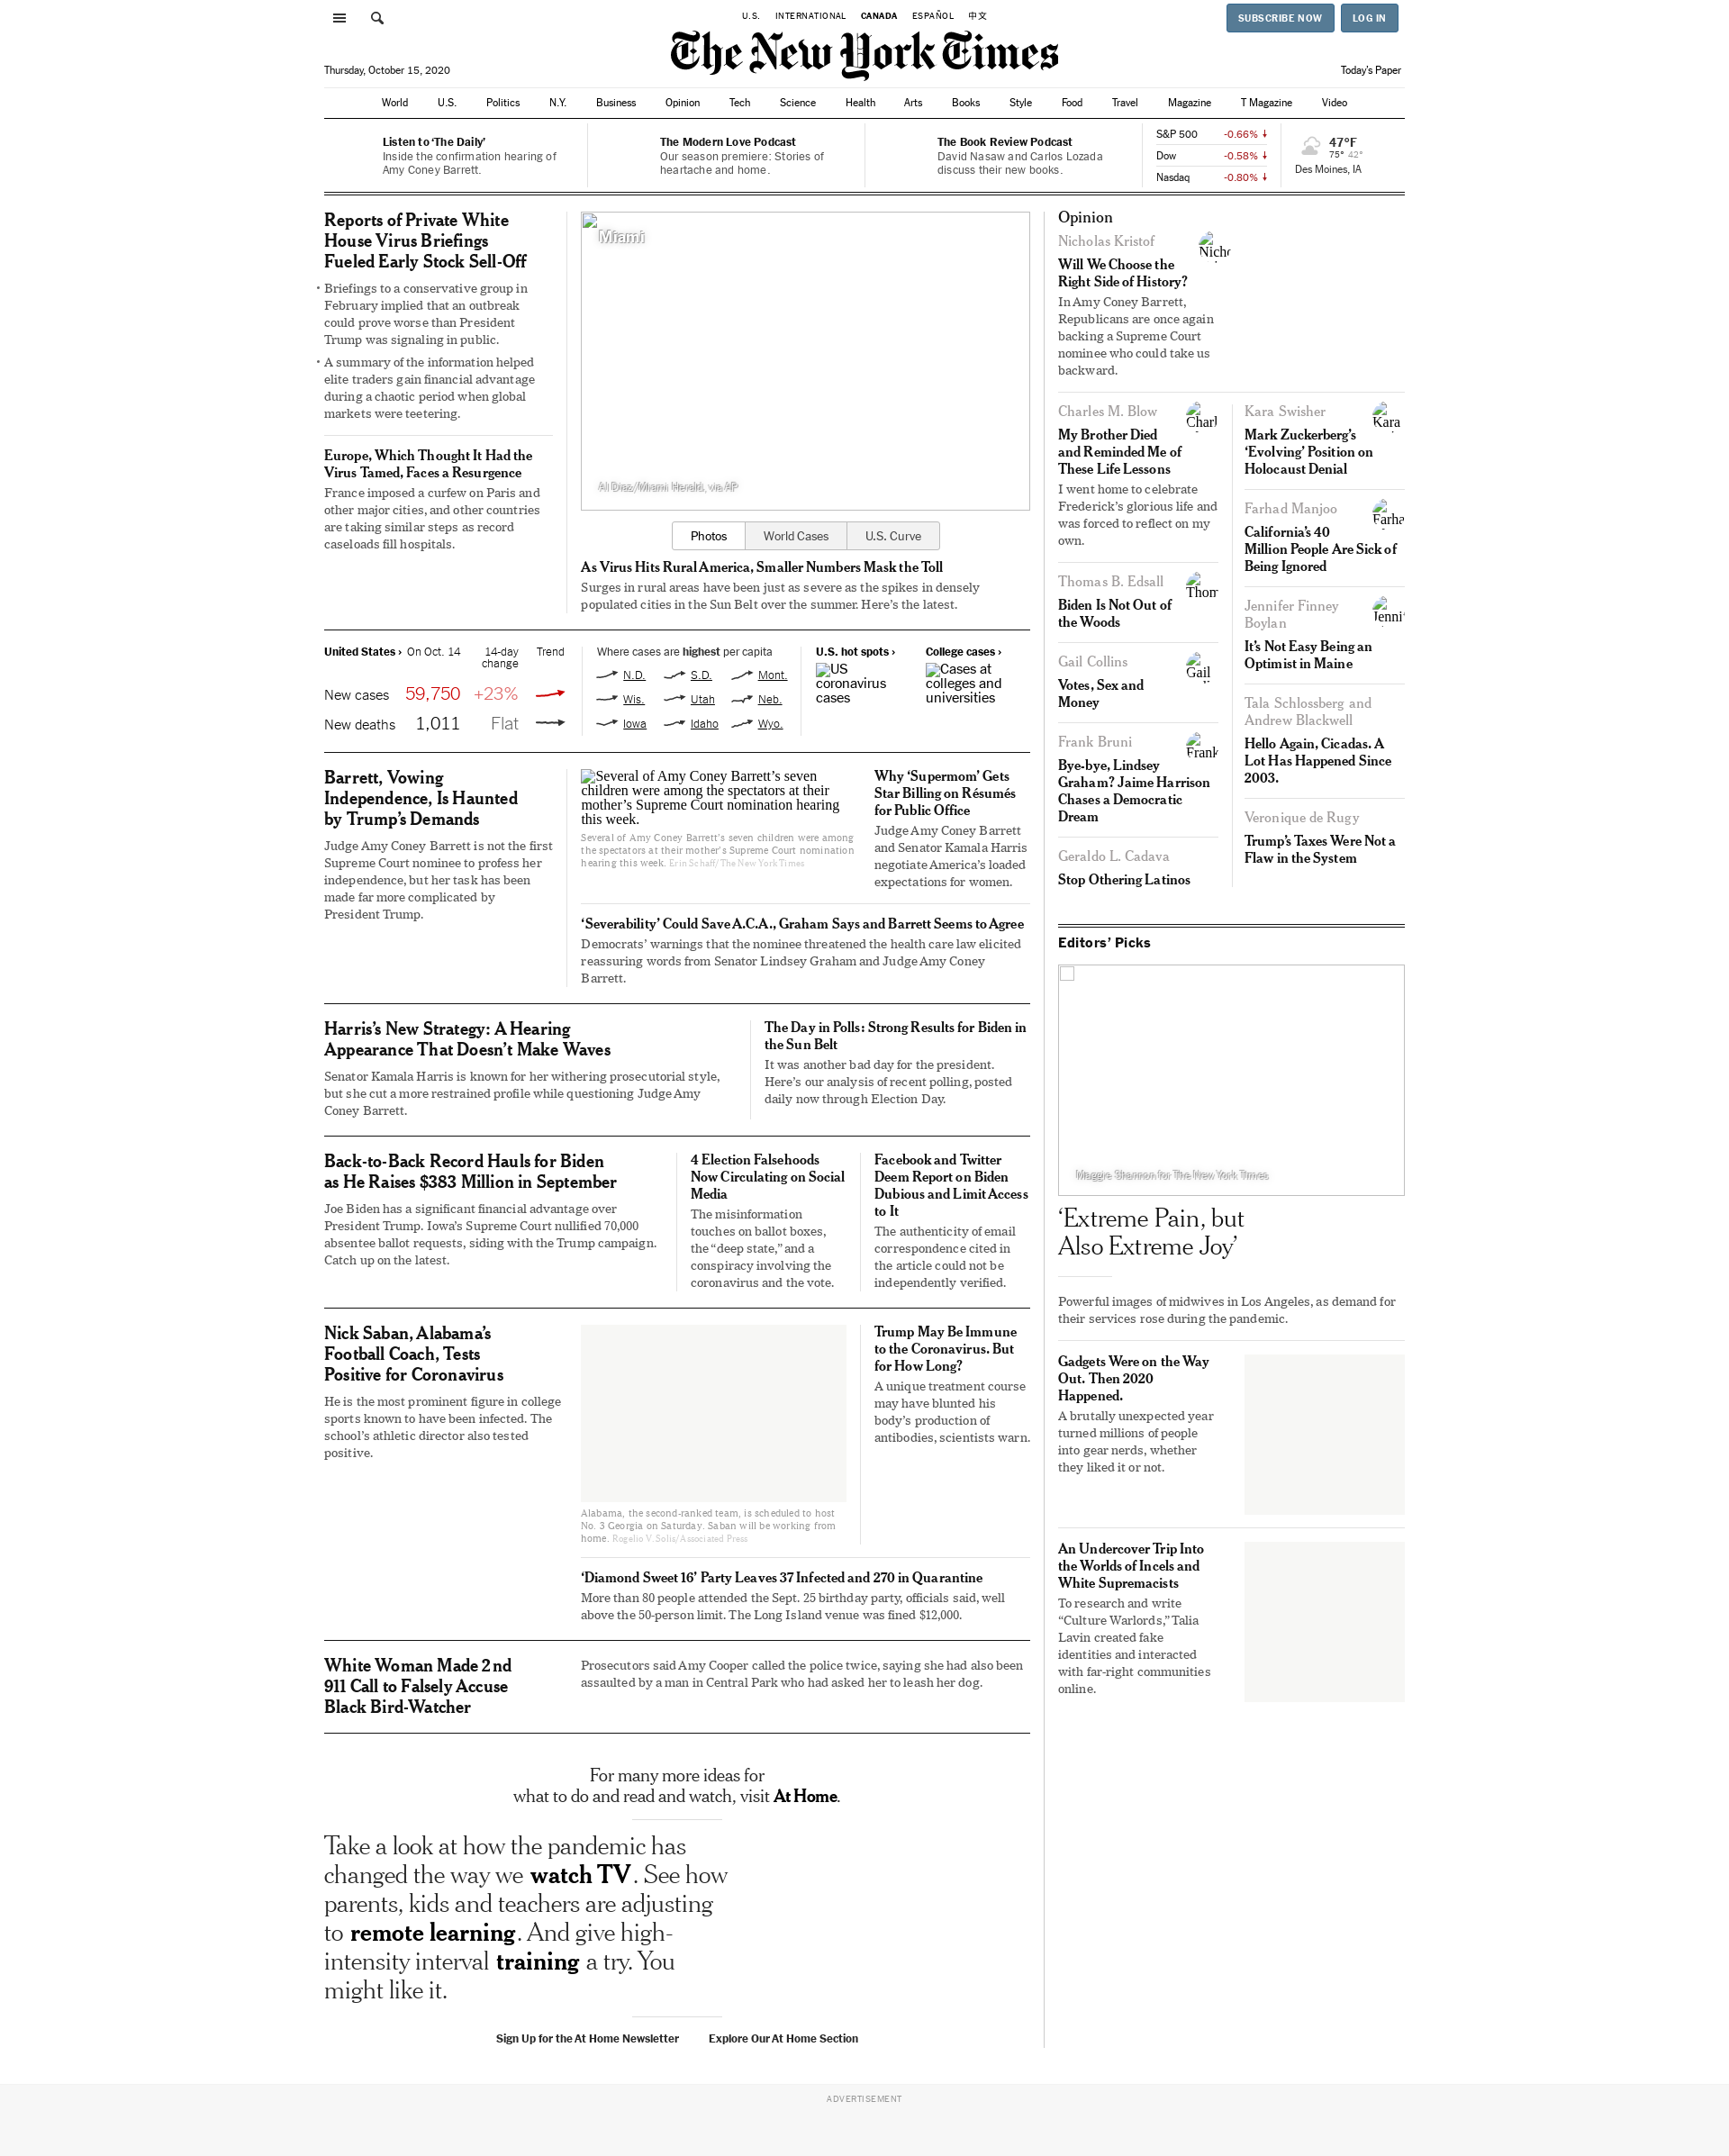 U.S. INTERNATIONAL CANADA ESPAÑOL 中文
SUBSCRIBE NOW LOG IN
The New York Times
Thursday, October 15, 2020
Today's Paper
World U.S. Politics N.Y. Business Opinion Tech Science Health Arts Books Style Food Travel Magazine T Magazine Video
Listen to ‘The Daily’
Inside the confirmation hearing of
Amy Coney Barrett.
The Modern Love Podcast
Our season premiere: Stories of
heartache and home.
The Book Review Podcast
David Nasaw and Carlos Lozada
discuss their new books.
S&P 500 -0.66%
Dow -0.58%
Nasdaq -0.80%
47°F
75° 42°
Des Moines, IA
Reports of Private White
House Virus Briefings
Fueled Early Stock Sell-Off
• Briefings to a conservative group in
February implied that an outbreak
could prove worse than President
Trump was signaling in public.
• A summary of the information helped
elite traders gain financial advantage
during a chaotic period when global
markets were teetering.
Europe, Which Thought It Had the
Virus Tamed, Faces a Resurgence
France imposed a curfew on Paris and
other major cities, and other countries
are taking similar steps as record
caseloads fill hospitals.
Miami
Al Diaz/Miami Herald, via AP
Photos World Cases U.S. Curve
As Virus Hits Rural America, Smaller Numbers Mask the Toll
Surges in rural areas have been just as severe as the spikes in densely
populated cities in the Sun Belt over the summer. Here’s the latest.
United States › On Oct. 14 14-day
change Trend
New cases 59,750 +23%
New deaths 1,011 Flat
Where cases are highest per capita
N.D. S.D. Mont.
Wis. Utah Neb.
Iowa Idaho Wyo.
U.S. hot spots ›
US
coronavirus
cases
College cases ›
Cases at
colleges and
universities
Barrett, Vowing
Independence, Is Haunted
by Trump’s Demands
Judge Amy Coney Barrett is not the first
Supreme Court nominee to profess her
independence, but her task has been
made far more complicated by
President Trump.
Several of Amy Coney Barrett’s seven
children were among the spectators at their
mother’s Supreme Court nomination hearing
this week.
Several of Amy Coney Barrett’s seven children were among
the spectators at their mother’s Supreme Court nomination
hearing this week. Erin Schaff/The New York Times
Why ‘Supermom’ Gets
Star Billing on Résumés
for Public Office
Judge Amy Coney Barrett
and Senator Kamala Harris
negotiate America’s loaded
expectations for women.
‘Severability’ Could Save A.C.A., Graham Says and Barrett Seems to Agree
Democrats’ warnings that the nominee threatened the health care law elicited
reassuring words from Senator Lindsey Graham and Judge Amy Coney
Barrett.
Harris’s New Strategy: A Hearing
Appearance That Doesn’t Make Waves
Senator Kamala Harris is known for her withering prosecutorial style,
but she cut a more restrained profile while questioning Judge Amy
Coney Barrett.
The Day in Polls: Strong Results for Biden in
the Sun Belt
It was another bad day for the president.
Here’s our analysis of recent polling, posted
daily now through Election Day.
Back-to-Back Record Hauls for Biden
as He Raises $383 Million in September
Joe Biden has a significant financial advantage over
President Trump. Iowa’s Supreme Court nullified 70,000
absentee ballot requests, siding with the Trump campaign.
Catch up on the latest.
4 Election Falsehoods
Now Circulating on Social
Media
The misinformation
touches on ballot boxes,
the “deep state,” and a
conspiracy involving the
coronavirus and the vote.
Facebook and Twitter
Deem Report on Biden
Dubious and Limit Access
to It
The authenticity of email
correspondence cited in
the article could not be
independently verified.
Nick Saban, Alabama’s
Football Coach, Tests
Positive for Coronavirus
He is the most prominent figure in college
sports known to have been infected. The
school’s athletic director also tested
positive.
Alabama, the second-ranked team, is scheduled to host
No. 3 Georgia on Saturday. Saban will be working from
home. Rogelio V. Solis/Associated Press
Trump May Be Immune
to the Coronavirus. But
for How Long?
A unique treatment course
may have blunted his
body’s production of
antibodies, scientists warn.
‘Diamond Sweet 16’ Party Leaves 37 Infected and 270 in Quarantine
More than 80 people attended the Sept. 25 birthday party, officials said, well
above the 50-person limit. The Long Island venue was fined $12,000.
White Woman Made 2nd
911 Call to Falsely Accuse
Black Bird-Watcher
Prosecutors said Amy Cooper called the police twice, saying she had also been
assaulted by a man in Central Park who had asked her to leash her dog.
For many more ideas for
what to do and read and watch, visit At Home.
Take a look at how the pandemic has
changed the way we watch TV. See how
parents, kids and teachers are adjusting
to remote learning. And give high-
intensity interval training a try. You
might like it.
Sign Up for the At Home Newsletter Explore Our At Home Section
Opinion
Nicholas Kristof
Will We Choose the
Right Side of History?
In Amy Coney Barrett,
Republicans are once again
backing a Supreme Court
nominee who could take us
backward.
Charles M. Blow
My Brother Died
and Reminded Me of
These Life Lessons
I went home to celebrate
Frederick’s glorious life and
was forced to reflect on my
own.
Thomas B. Edsall
Thom
Biden Is Not Out of
the Woods
Gail Collins
Gail
Votes, Sex and
Money
Frank Bruni
Frank
Bye-bye, Lindsey
Graham? Jaime Harrison
Chases a Democratic
Dream
Geraldo L. Cadava
Stop Othering Latinos
Kara Swisher
Kara
Mark Zuckerberg’s
‘Evolving’ Position on
Holocaust Denial
Farhad Manjoo
Farha
California’s 40
Million People Are Sick of
Being Ignored
Jennifer Finney
Boylan
It’s Not Easy Being an
Optimist in Maine
Tala Schlossberg and
Andrew Blackwell
Hello Again, Cicadas. A
Lot Has Happened Since
2003.
Veronique de Rugy
Trump’s Taxes Were Not a
Flaw in the System
Editors’ Picks
Maggie Shannon for The New York Times
‘Extreme Pain, but
Also Extreme Joy’
Powerful images of midwives in Los Angeles, as demand for
their services rose during the pandemic.
Gadgets Were on the Way
Out. Then 2020
Happened.
A brutally unexpected year
turned millions of people
into gear nerds, whether
they liked it or not.
An Undercover Trip Into
the Worlds of Incels and
White Supremacists
To research and write
“Culture Warlords,” Talia
Lavin created fake
identities and interacted
with far-right communities
online.
ADVERTISEMENT